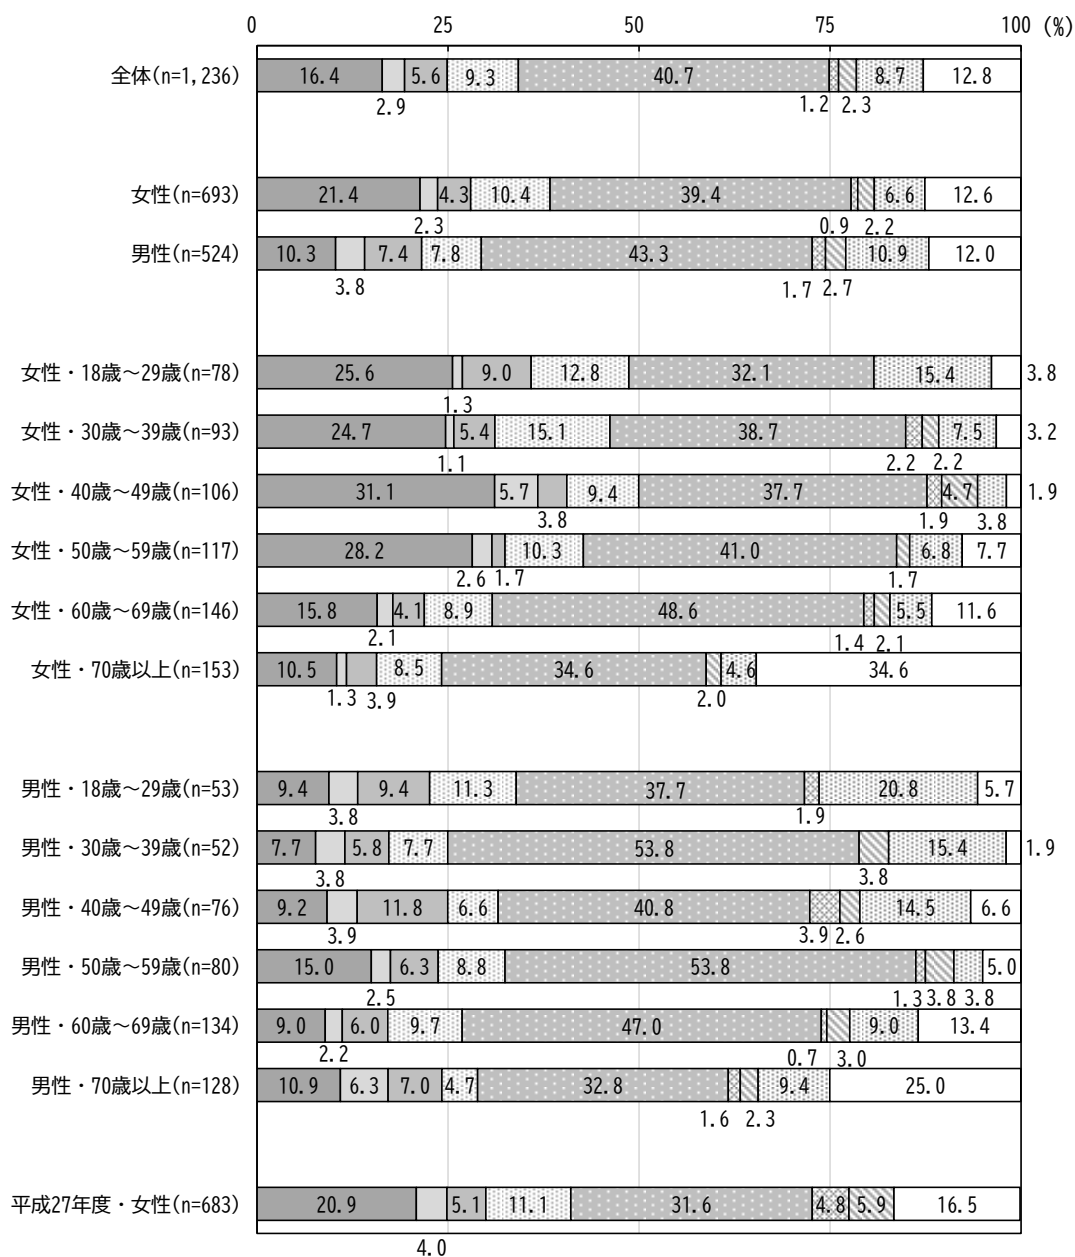 0 25 50 75 100 (%)
全体(n=1,236) 16.4 5.6 9.3 40.7 8.7 12.8
2.9 1.2 2.3
女性(n=693) 21.4 4.3 10.4 39.4 6.6 12.6
2.3 0.9 2.2
男性(n=524) 10.3 7.4 7.8 43.3 10.9 12.0
3.8 1.7 2.7
女性・18歳～29歳(n=78) 25.6 9.0 12.8 32.1 15.4 3.8
1.3
女性・30歳～39歳(n=93) 24.7 5.4 15.1 38.7 7.5 3.2
1.1 2.2 2.2
女性・40歳～49歳(n=106) 31.1 5.7 9.4 37.7 4.7 1.9
3.8 1.9 3.8
女性・50歳～59歳(n=117) 28.2 10.3 41.0 6.8 7.7
2.6 1.7 1.7
女性・60歳～69歳(n=146) 15.8 4.1 8.9 48.6 5.5 11.6
2.1 1.4 2.1
女性・70歳以上(n=153) 10.5 8.5 34.6 4.6 34.6
1.3 3.9 2.0
男性・18歳～29歳(n=53) 9.4 9.4 11.3 37.7 20.8 5.7
3.8 1.9
男性・30歳～39歳(n=52) 7.7 5.8 7.7 53.8 15.4 1.9
3.8 3.8
男性・40歳～49歳(n=76) 9.2 11.8 6.6 40.8 14.5 6.6
3.9 3.9 2.6
男性・50歳～59歳(n=80) 15.0 6.3 8.8 53.8 5.0
2.5 1.3 3.8 3.8
男性・60歳～69歳(n=134) 9.0 6.0 9.7 47.0 9.0 13.4
2.2 0.7 3.0
男性・70歳以上(n=128) 10.9 6.3 7.0 4.7 32.8 9.4 25.0
1.6 2.3
平成27年度・女性(n=683) 20.9 5.1 11.1 31.6 4.8 5.9 16.5
4.0